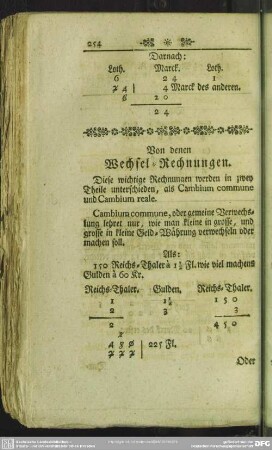 254
Darnach:
Loth. Marck. Loth.
6 24 1
4 Marck des anderen.
6 20
24
Von denen
Wechsel-Rechnungen.
Diese wichtige Rechnungen werden in zwey
Theile unterschieden, als Cambium commune
und Cambium reale.
Cambium commune, oder gemeine Verwechs-
lung lehret nur, wie man kleine in grosse, und
grosse in kleine Geld-Währung verwechseln oder
machen soll.
Als:
150 Reichs-Thaler à 1½ Fl. wie viel machens
Gulden à 60 Kr.
Reichs-Thaler. Gulden. Reichs-Thaler.
1 1½ 150
2 3 3
2 450
225 Fl.
Oder